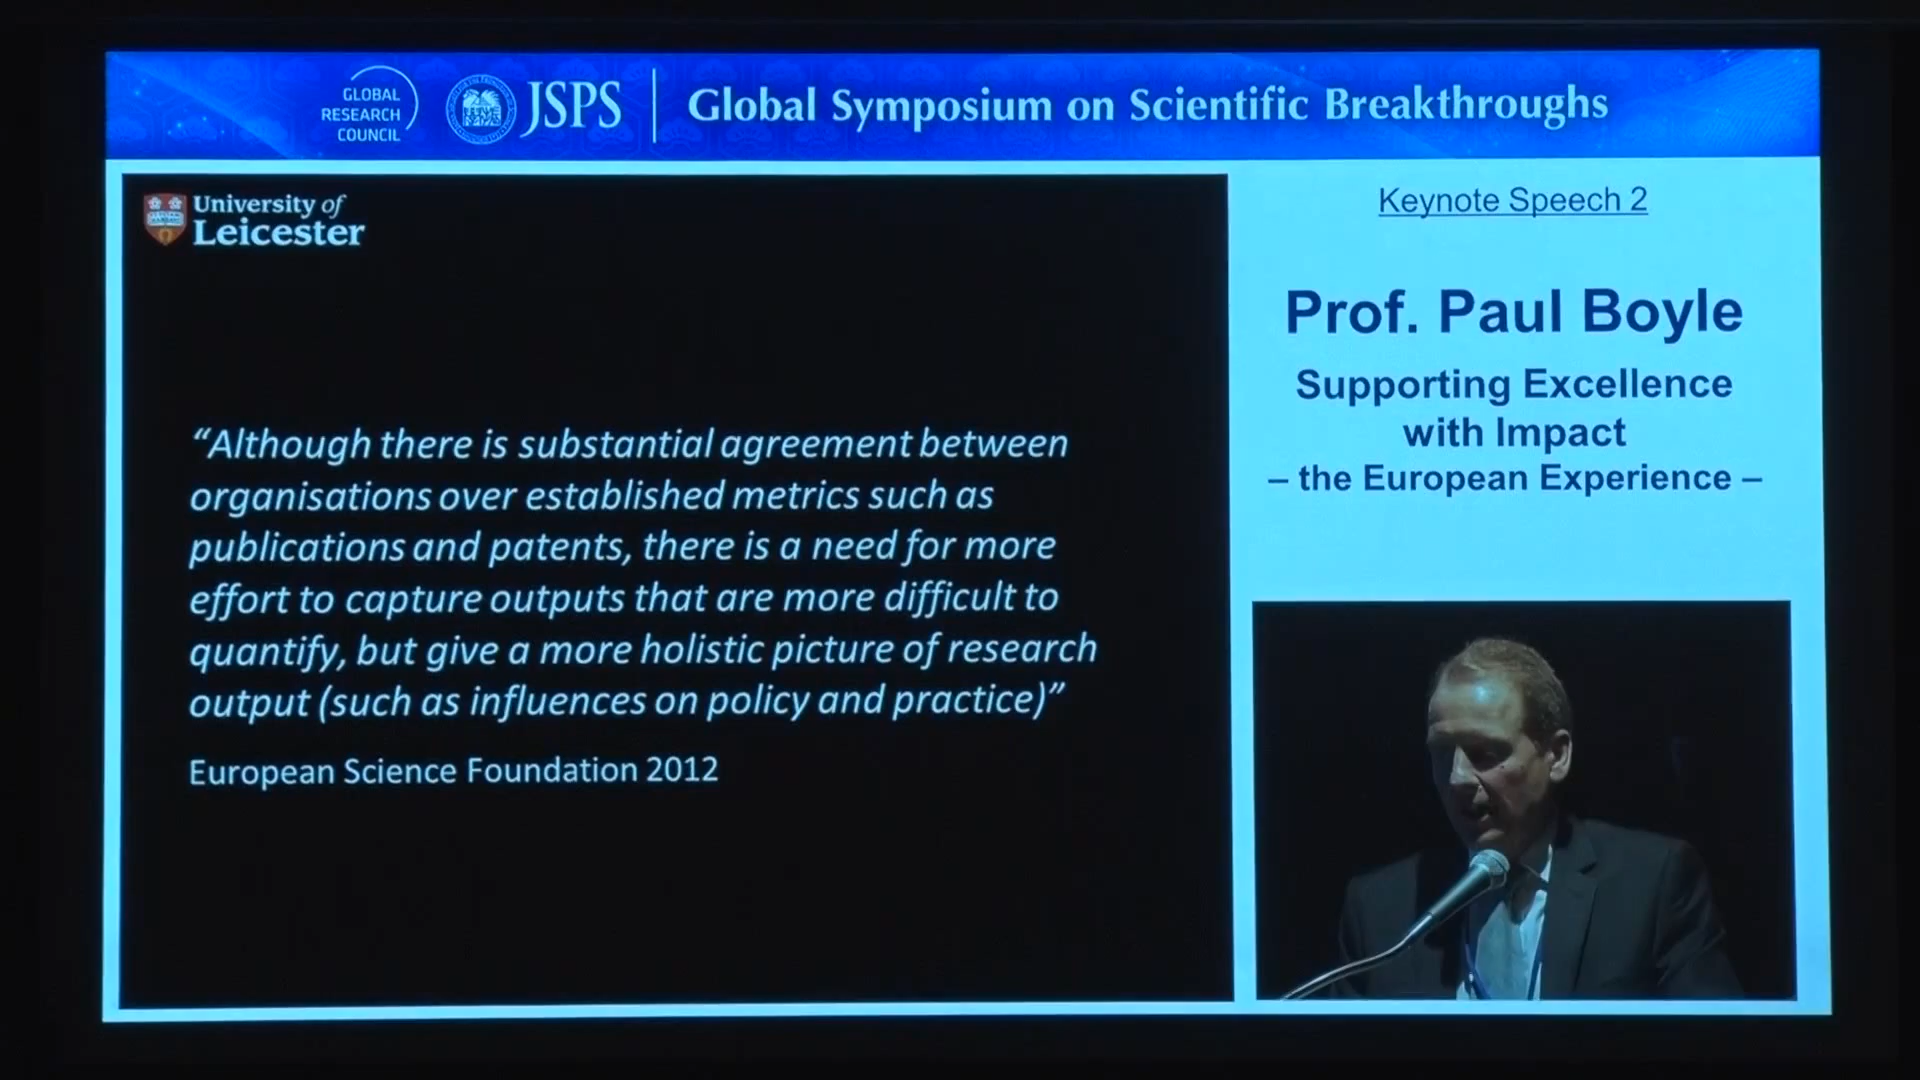 GLOBAL
RESEARCH
COUNCIL
JSPS
Global Symposium on Scientific Breakthroughs
University of
Leicester
“Although there is substantial agreement between
organisations over established metrics such as
publications and patents, there is a need for more
effort to capture outputs that are more difficult to
quantify, but give a more holistic picture of research
output (such as influences on policy and practice)”
European Science Foundation 2012
Keynote Speech 2
Prof. Paul Boyle
Supporting Excellence
with Impact
– the European Experience –